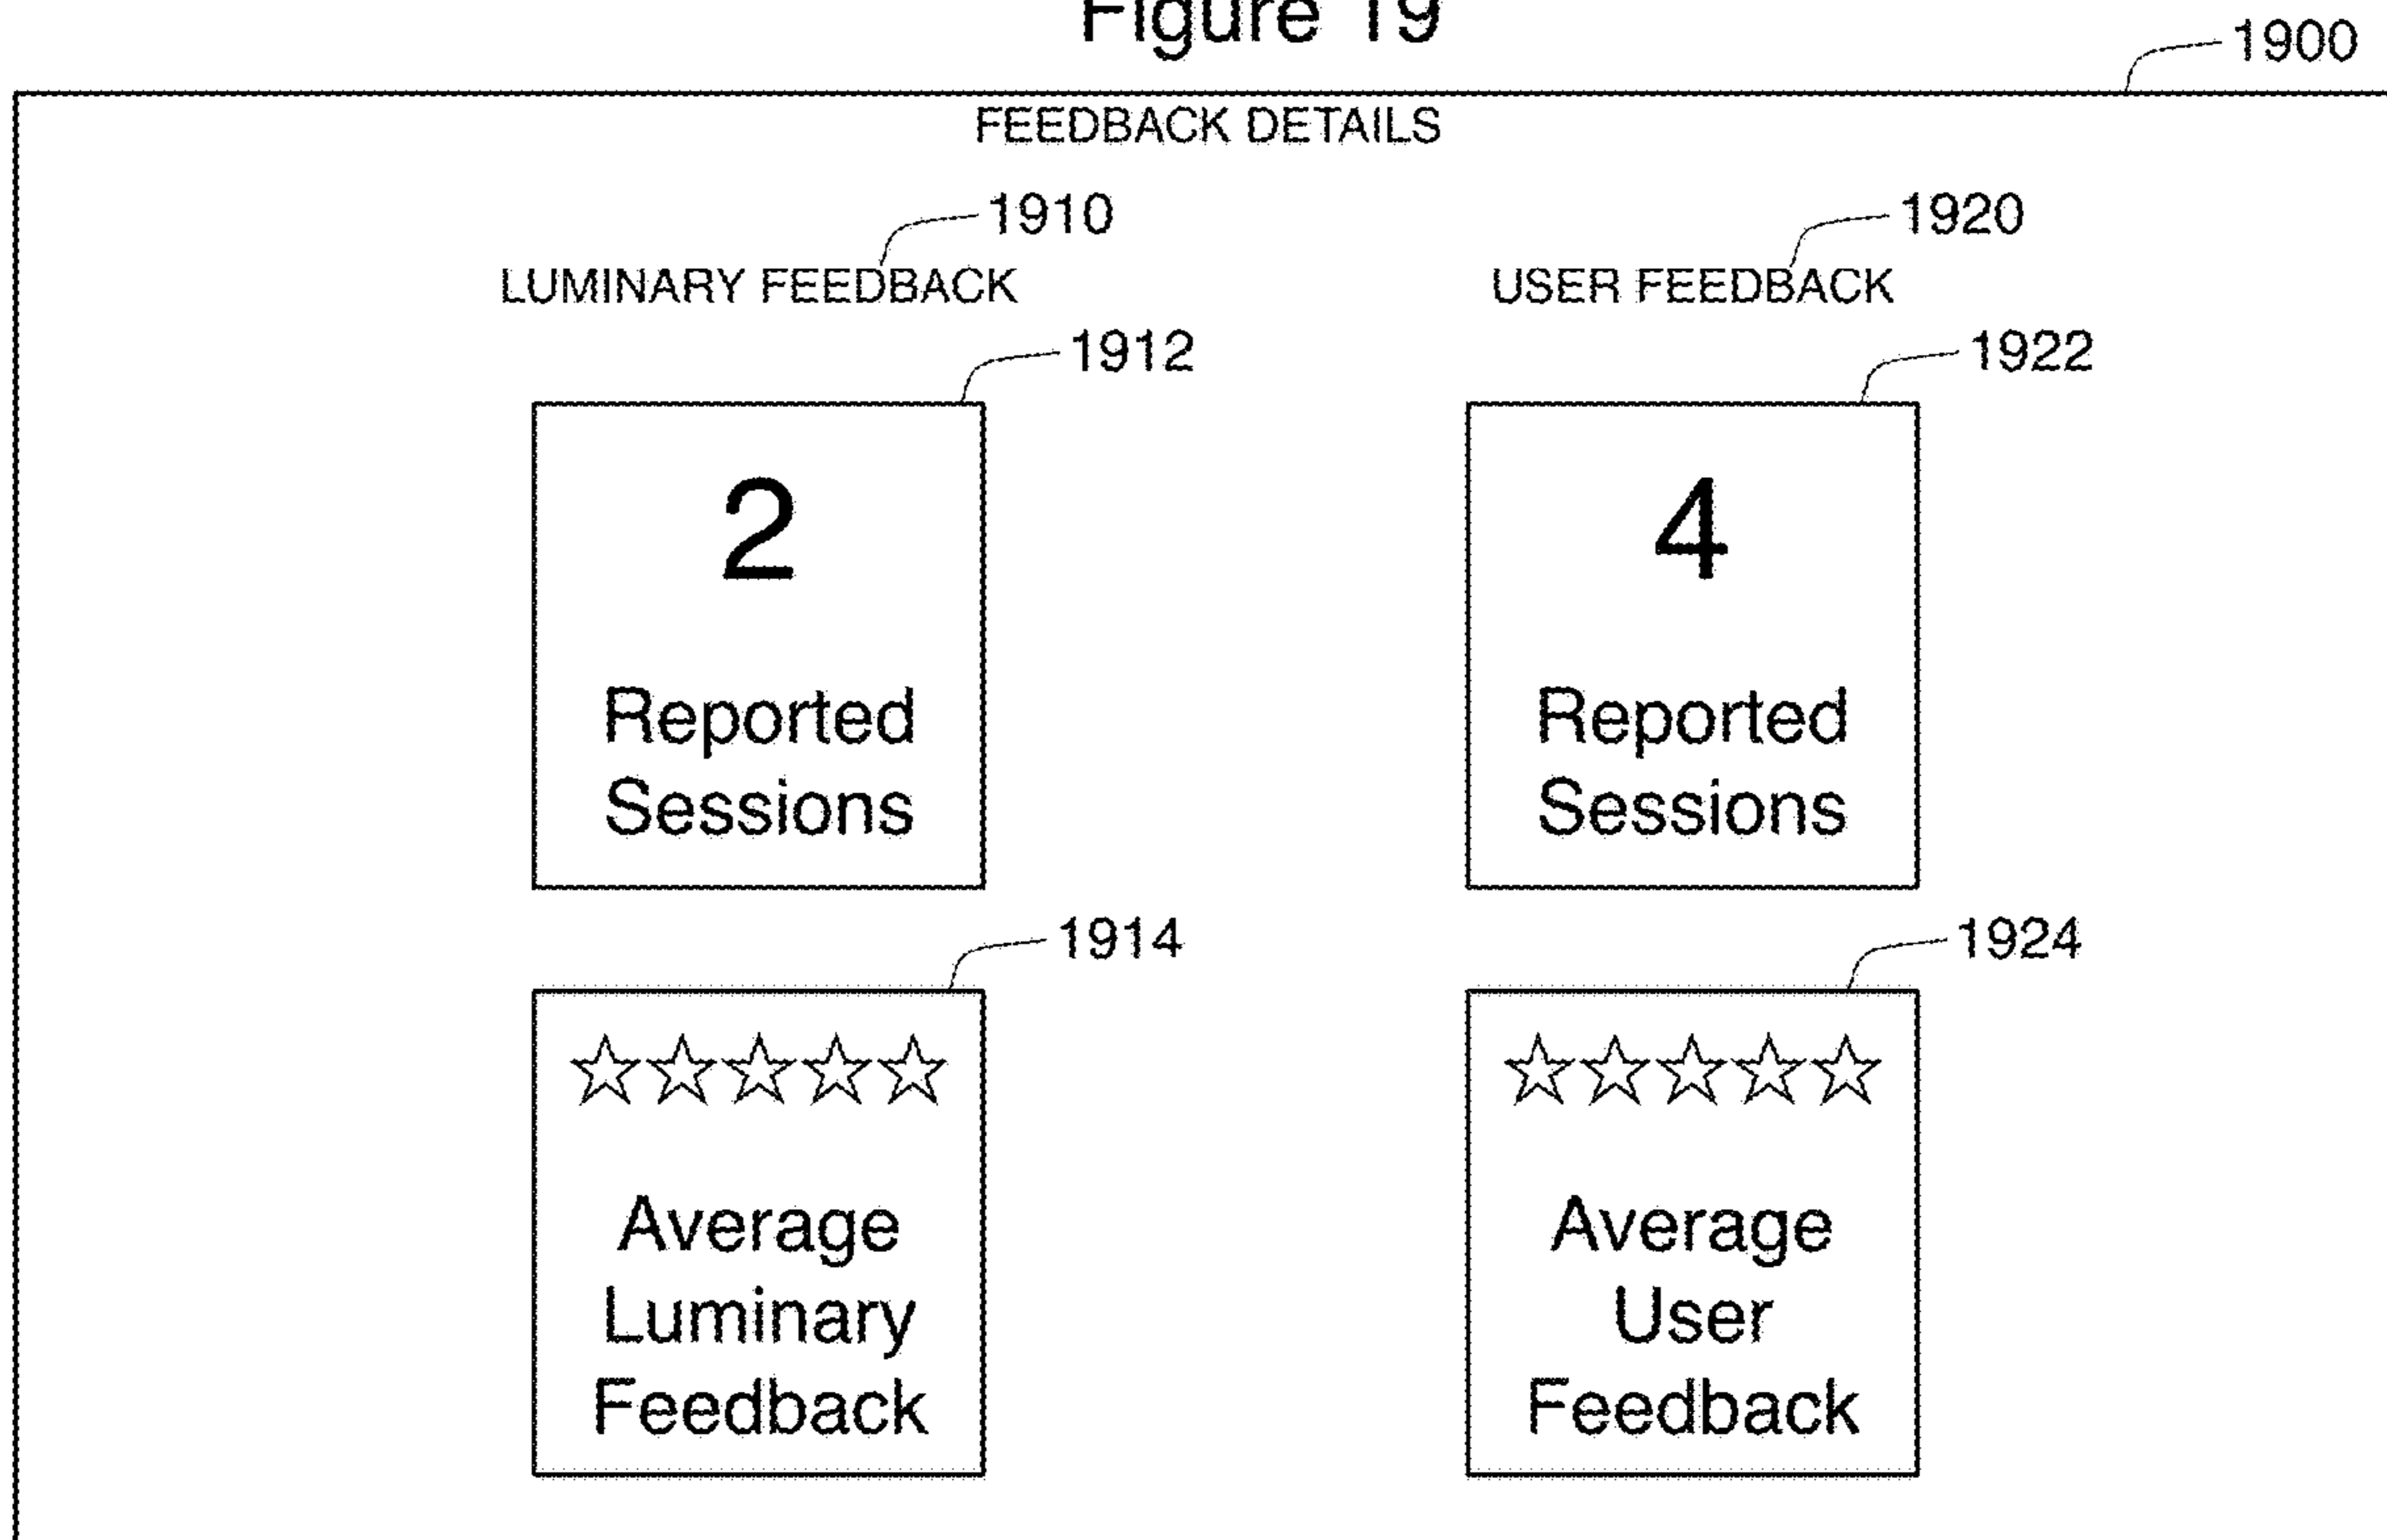 Figure 19
1900
FEEDBACK DETAILS
1910
1920
LUMINARY FEEDBACK
USER FEEDBACK
1912
1922
2
Reported
Sessions
4
Reported
Sessions
1914
1924
Average
Luminary
Feedback
Average
User
Feedback